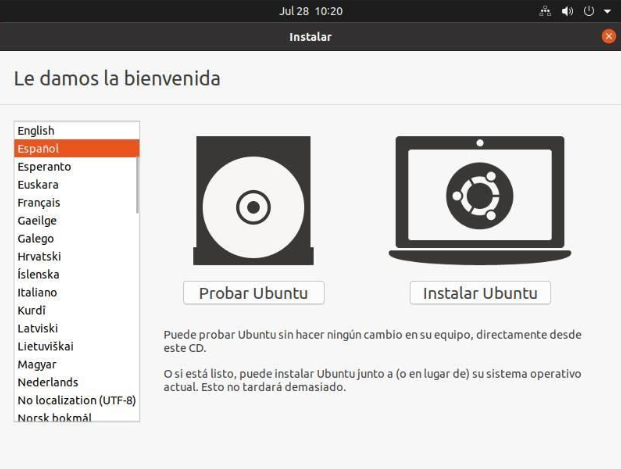 Jul 28 10:20
Instalar
Le damos la bienvenida
English
Español
Esperanto
Euskara
Français
Gaeilge
Galego
Hrvatski
Íslenska
Italiano
Kurdî
Latviski
Lietuviškai
Magyar
Nederlands
No localization (UTF-8)
Norsk bokmål
Probar Ubuntu
Instalar Ubuntu
Puede probar Ubuntu sin hacer ningún cambio en su equipo, directamente desde
este CD.
O si está listo, puede instalar Ubuntu junto a (o en lugar de) su sistema operativo
actual. Esto no tardará demasiado.